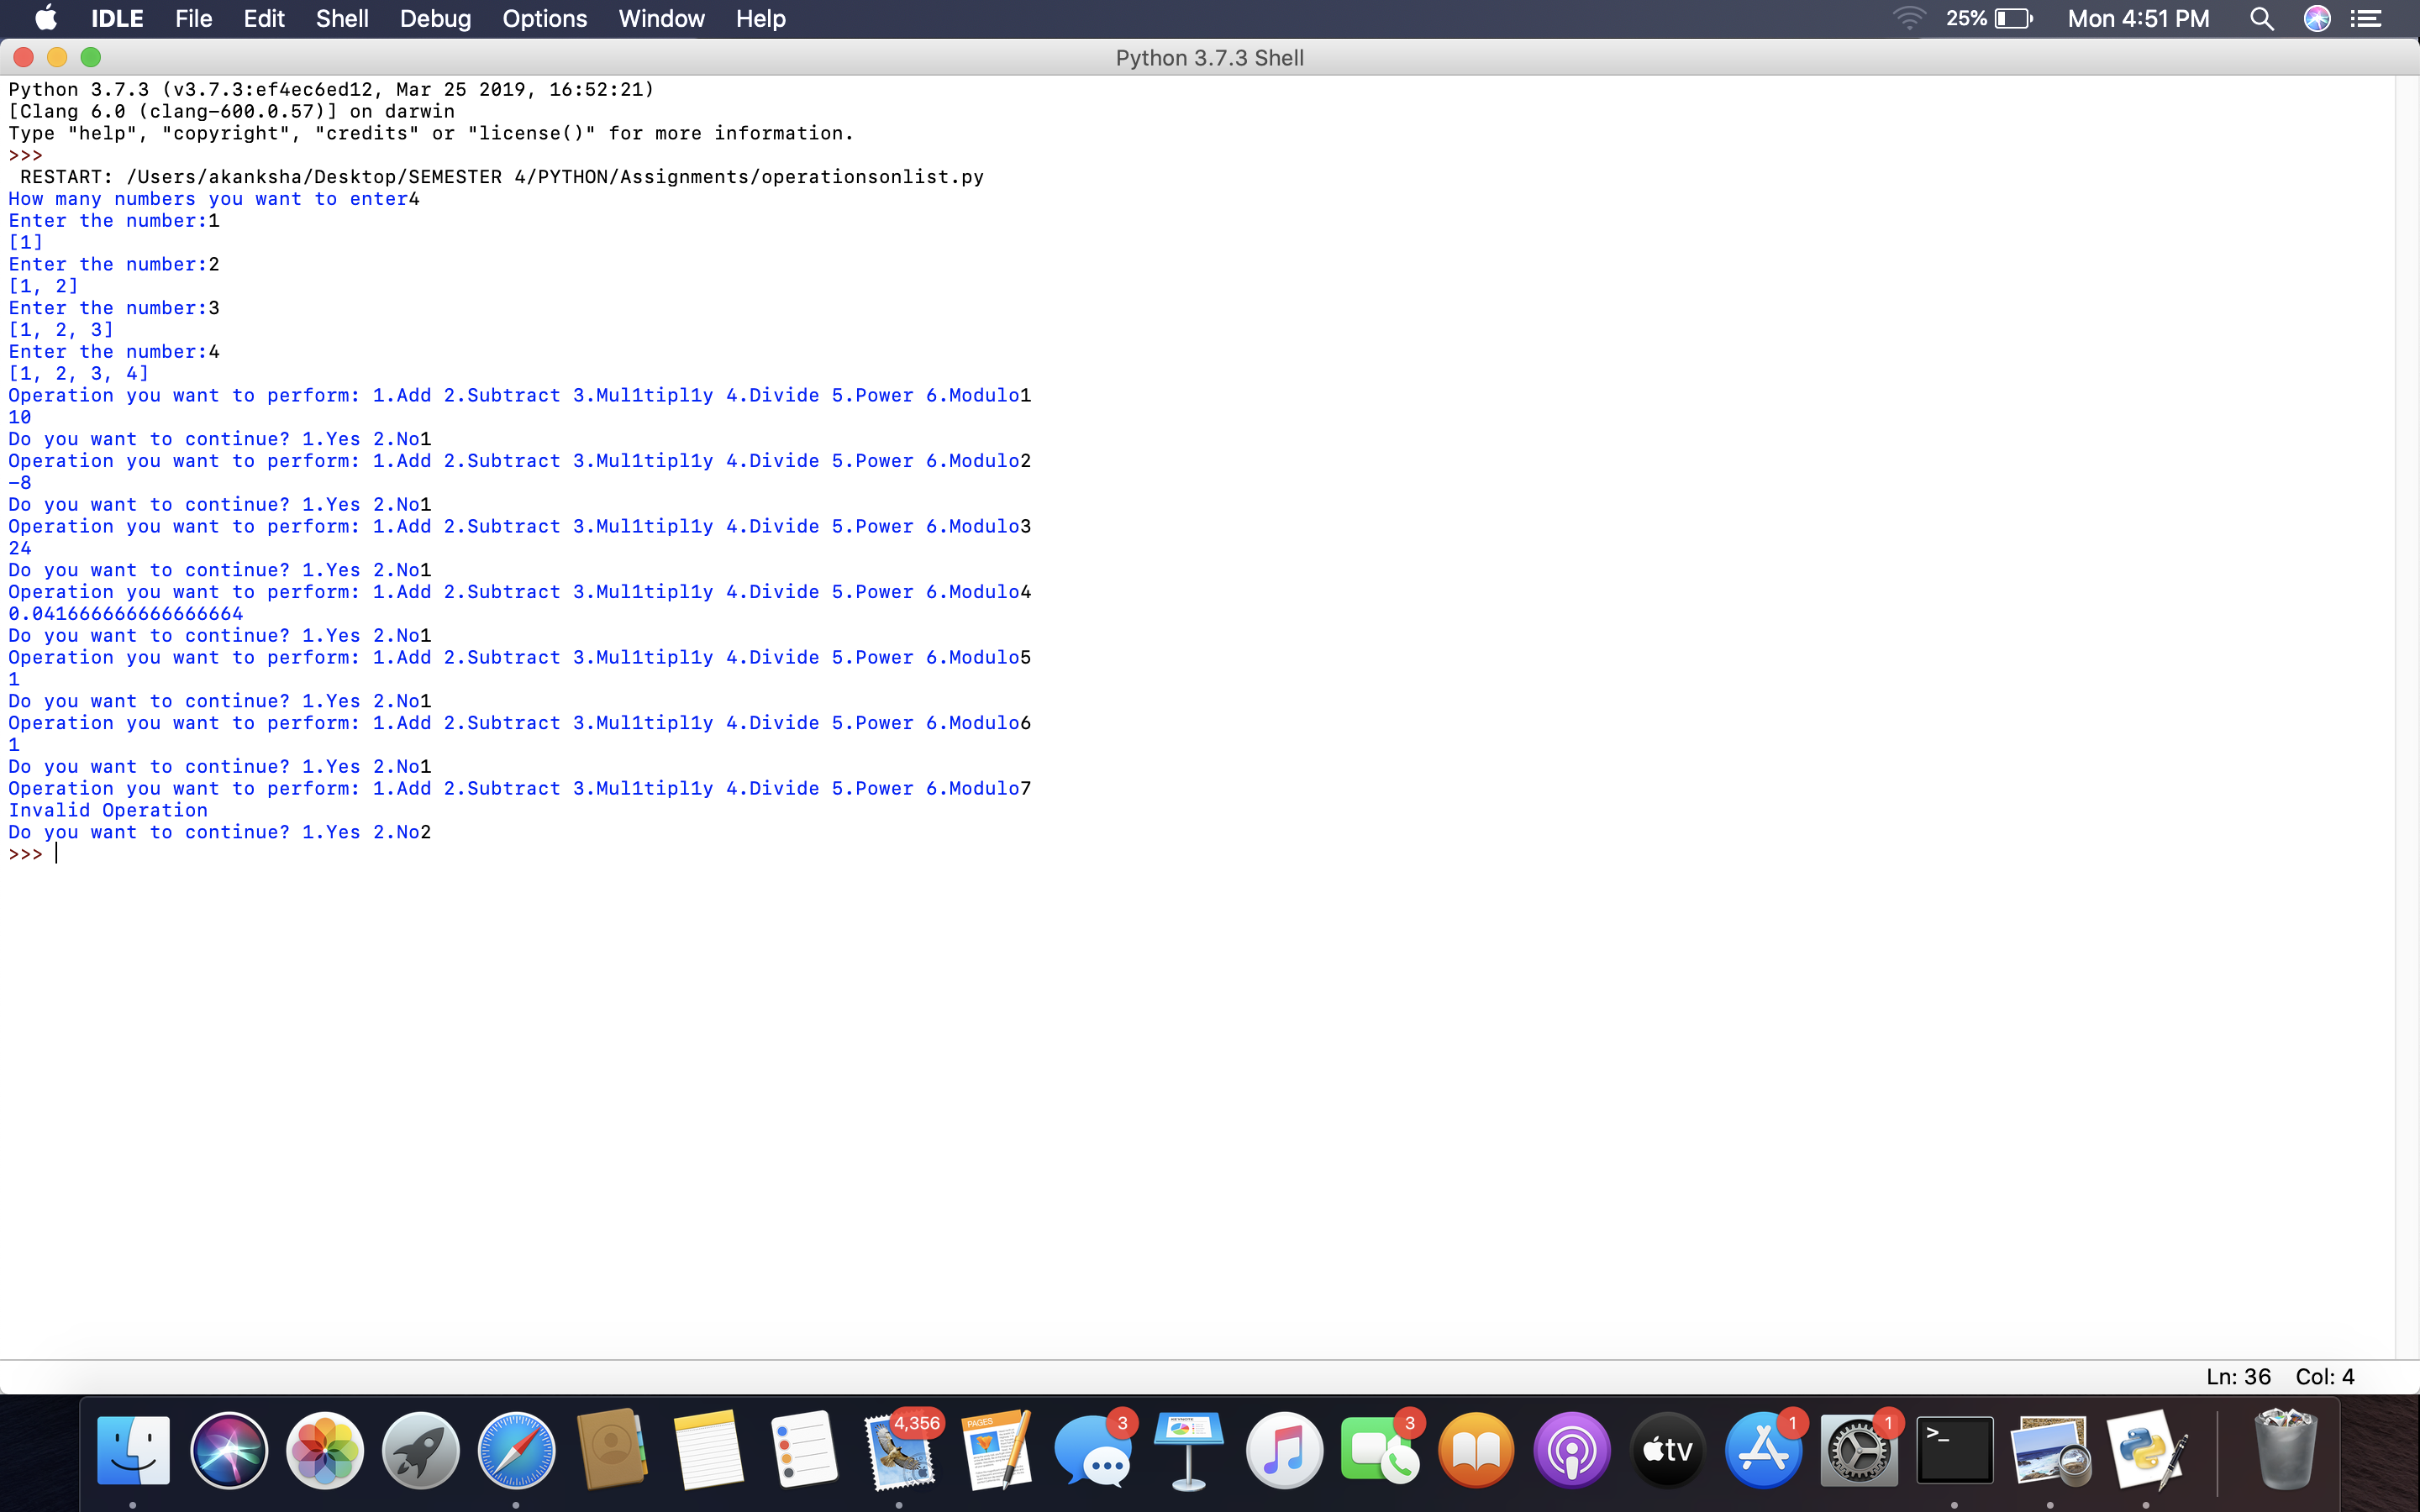 IDLE File Edit Shell Debug Options Window Help 25% Mon 4:51 PM
Python 3.7.3 Shell
Python 3.7.3 (v3.7.3:ef4ec6ed12, Mar 25 2019, 16:52:21)
[Clang 6.0 (clang-600.0.57)] on darwin
Type "help", "copyright", "credits" or "license()" for more information.
>>>
RESTART: /Users/akanksha/Desktop/SEMESTER 4/PYTHON/Assignments/operationsonlist.py
How many numbers you want to enter4
Enter the number:1
[1]
Enter the number:2
[1, 2]
Enter the number:3
[1, 2, 3]
Enter the number:4
[1, 2, 3, 4]
Operation you want to perform: 1.Add 2.Subtract 3.Mul1tipl1y 4.Divide 5.Power 6.Modulo1
10
Do you want to continue? 1.Yes 2.No1
Operation you want to perform: 1.Add 2.Subtract 3.Mul1tipl1y 4.Divide 5.Power 6.Modulo2
-8
Do you want to continue? 1.Yes 2.No1
Operation you want to perform: 1.Add 2.Subtract 3.Mul1tipl1y 4.Divide 5.Power 6.Modulo3
24
Do you want to continue? 1.Yes 2.No1
Operation you want to perform: 1.Add 2.Subtract 3.Mul1tipl1y 4.Divide 5.Power 6.Modulo4
0.041666666666666664
Do you want to continue? 1.Yes 2.No1
Operation you want to perform: 1.Add 2.Subtract 3.Mul1tipl1y 4.Divide 5.Power 6.Modulo5
1
Do you want to continue? 1.Yes 2.No1
Operation you want to perform: 1.Add 2.Subtract 3.Mul1tipl1y 4.Divide 5.Power 6.Modulo6
1
Do you want to continue? 1.Yes 2.No1
Operation you want to perform: 1.Add 2.Subtract 3.Mul1tipl1y 4.Divide 5.Power 6.Modulo7
Invalid Operation
Do you want to continue? 1.Yes 2.No2
>>>
Ln: 36 Col: 4
4,356 PAGES 3 KEYNOTE 3 tv 1 1 >_